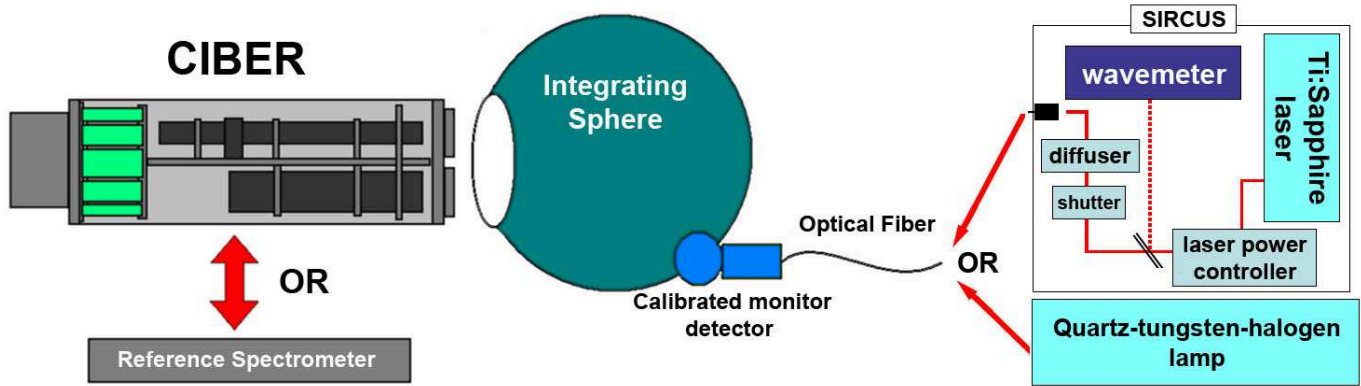 CIBER
OR
Reference Spectrometer
Integrating
Sphere
Calibrated monitor
detector
Optical Fiber
OR
SIRCUS
wavemeter
Ti:Sapphire
laser
diffuser
shutter
laser power
controller
Quartz-tungsten-halogen
lamp